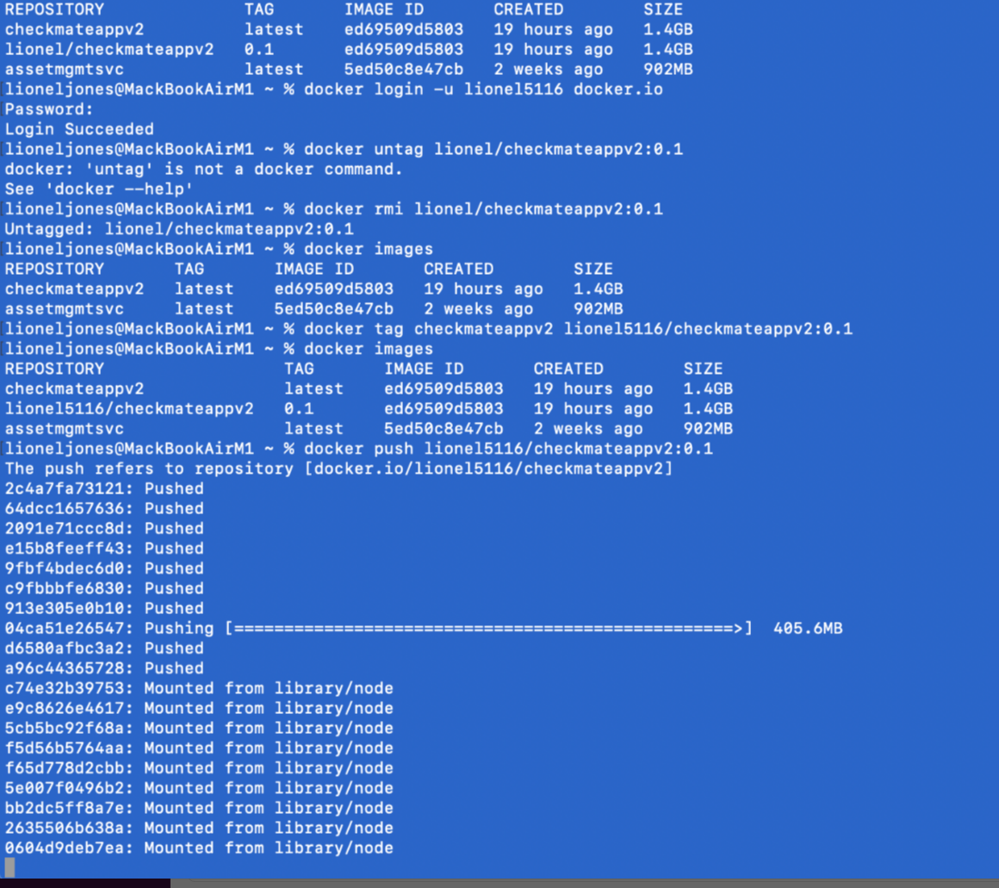 REPOSITORY TAG IMAGE ID CREATED SIZE
checkmateappv2 latest ed69509d5803 19 hours ago 1.4GB
lionel/checkmateappv2 0.1 ed69509d5803 19 hours ago 1.4GB
assetmgmtsvc latest 5ed50c8e47cb 2 weeks ago 902MB
lioneljones@MackBookAirM1 ~ % docker login -u lionel5116 docker.io
Password:
Login Succeeded
lioneljones@MackBookAirM1 ~ % docker untag lionel/checkmateappv2:0.1
docker: 'untag' is not a docker command.
See 'docker --help'
lioneljones@MackBookAirM1 ~ % docker rmi lionel/checkmateappv2:0.1
Untagged: lionel/checkmateappv2:0.1
lioneljones@MackBookAirM1 ~ % docker images
REPOSITORY TAG IMAGE ID CREATED SIZE
checkmateappv2 latest ed69509d5803 19 hours ago 1.4GB
assetmgmtsvc latest 5ed50c8e47cb 2 weeks ago 902MB
lioneljones@MackBookAirM1 ~ % docker tag checkmateappv2 lionel5116/checkmateappv2:0.1
lioneljones@MackBookAirM1 ~ % docker images
REPOSITORY TAG IMAGE ID CREATED SIZE
checkmateappv2 latest ed69509d5803 19 hours ago 1.4GB
lionel5116/checkmateappv2 0.1 ed69509d5803 19 hours ago 1.4GB
assetmgmtsvc latest 5ed50c8e47cb 2 weeks ago 902MB
lioneljones@MackBookAirM1 ~ % docker push lionel5116/checkmateappv2:0.1
The push refers to repository [docker.io/lionel5116/checkmateappv2]
2c4a7fa73121: Pushed
64dcc1657636: Pushed
2091e71ccc8d: Pushed
e15b8feeff43: Pushed
9fbf4bdec6d0: Pushed
c9fbbbfe6830: Pushed
913e305e0b10: Pushed
04ca51e26547: Pushing [==================================================>] 405.6MB
d6580afbc3a2: Pushed
a96c44365728: Pushed
c74e32b39753: Mounted from library/node
e9c8626e4617: Mounted from library/node
5cb5bc92f68a: Mounted from library/node
f5d56b5764aa: Mounted from library/node
f65d778d2cbb: Mounted from library/node
5e007f0496b2: Mounted from library/node
bb2dc5ff8a7e: Mounted from library/node
2635506b638a: Mounted from library/node
0604d9deb7ea: Mounted from library/node